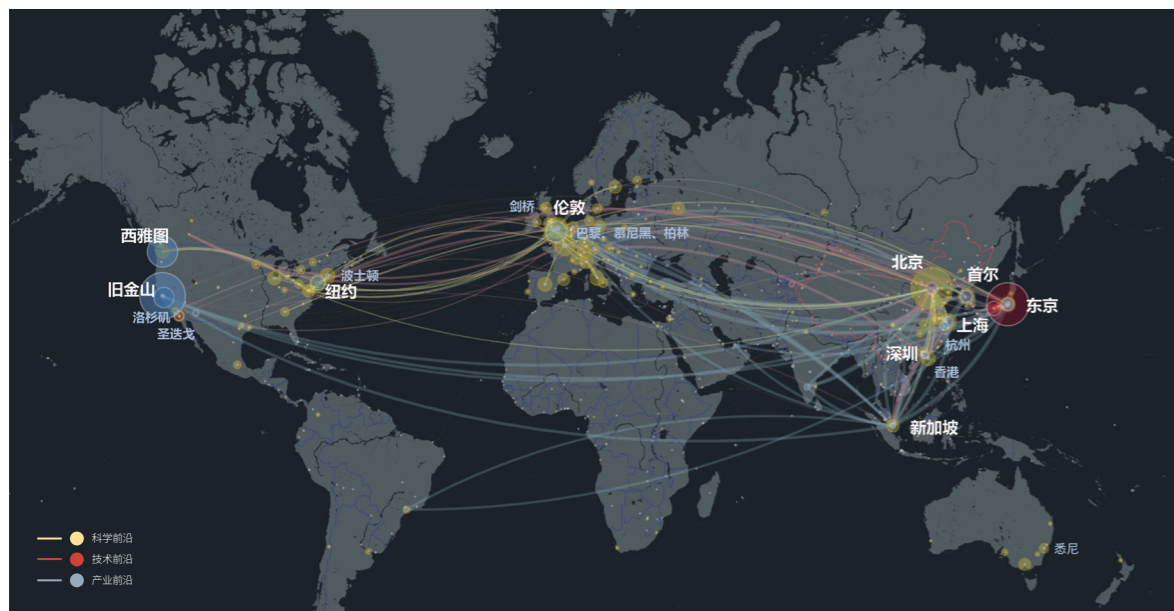 剑桥
伦敦
西雅图
巴黎、慕尼黑、柏林
北京
首尔
波士顿
旧金山
纽约
东京
洛杉矶
上海
圣迭戈
杭州
深圳
香港
新加坡
科学前沿
悉尼
技术前沿
产业前沿